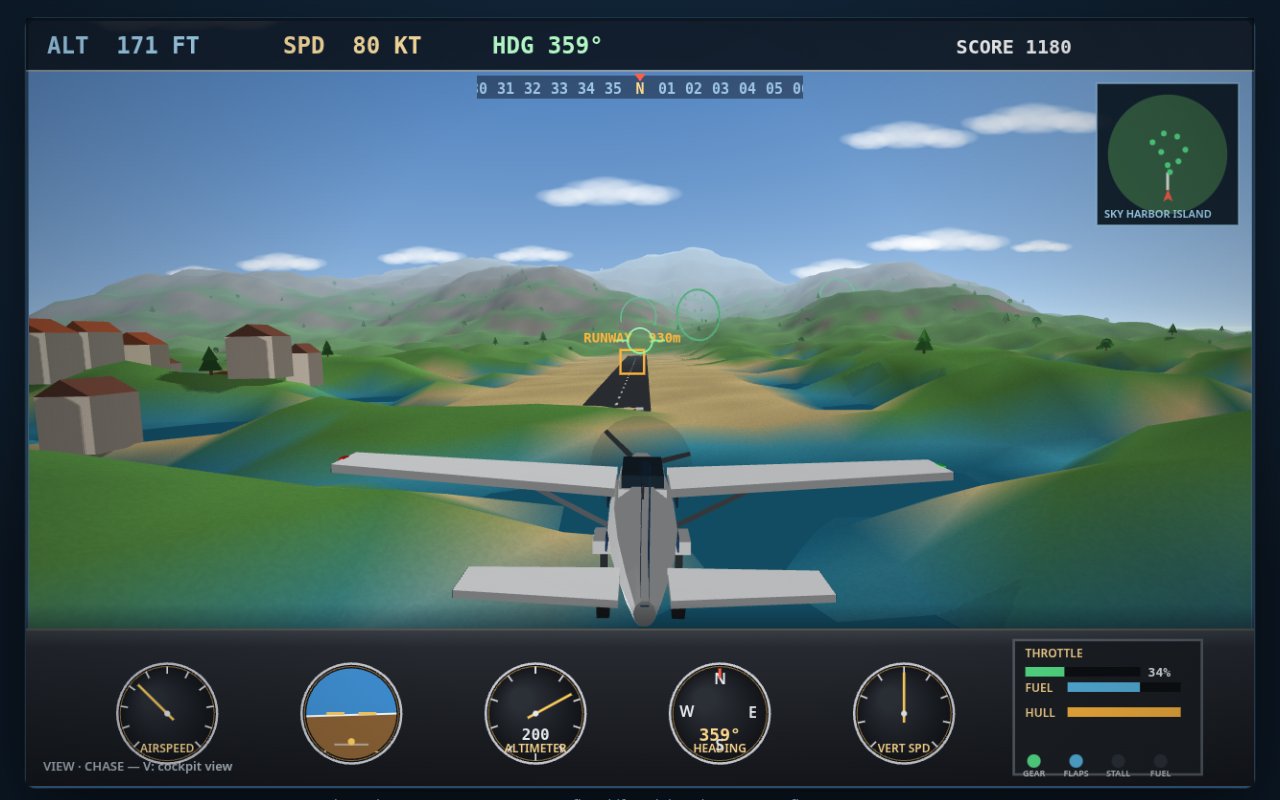 ALT 171 FT SPD 80 KT HDG 359° SCORE 1180
31 32 33 34 35 N 01 02 03 04 05
SKY HARBOR ISLAND
RUNWAY 930m
AIRSPEED
200
ALTIMETER
N
W E
S
359°
HEADING
VERT SPD
THROTTLE
34%
FUEL
HULL
GEAR FLAPS STALL FUEL
VIEW · CHASE — V: cockpit view